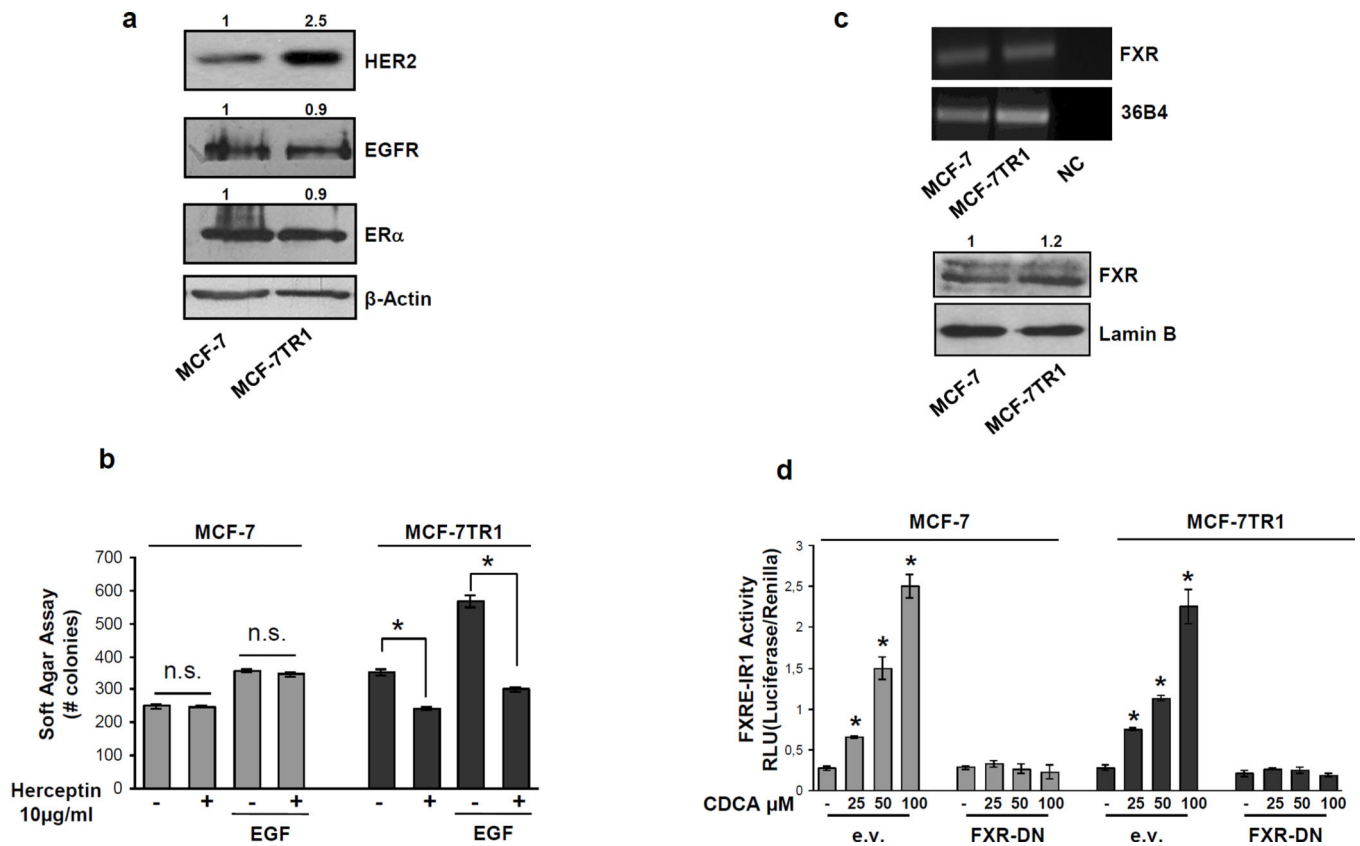 a
1 2.5
HER2
1 0.9
EGFR
1 0.9
ERα
β-Actin
MCF-7 MCF-7TR1
b
MCF-7 MCF-7TR1
Soft Agar Assay
(# colonies)
700
600
500
400
300
200
100
0
n.s. n.s. * *
Herceptin
10µg/ml
- + - + - + - +
EGF EGF
c
FXR
36B4
MCF-7 MCF-7TR1 NC
1 1.2
FXR
Lamin B
MCF-7 MCF-7TR1
d
MCF-7 MCF-7TR1
FXRE-IR1 Activity
RLU(Luciferase/Renilla)
3
2,5
2
1,5
1
0,5
0
* * * * * *
CDCA µM - 25 50 100 - 25 50 100 - 25 50 100 - 25 50 100
e.v. FXR-DN e.v. FXR-DN